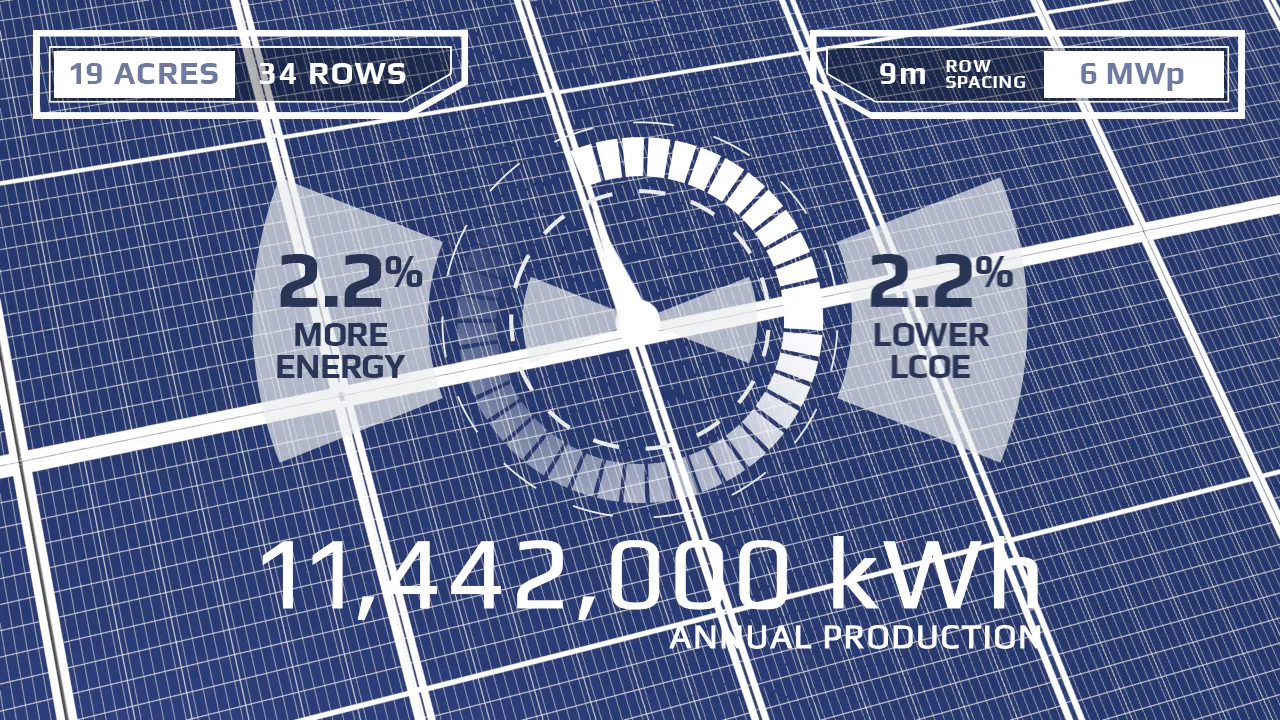 19 ACRES 34 ROWS
9m ROW SPACING 6 MWp
2.2%
MORE
ENERGY
2.2%
LOWER
LCOE
11,442,000 kWh
ANNUAL PRODUCTION